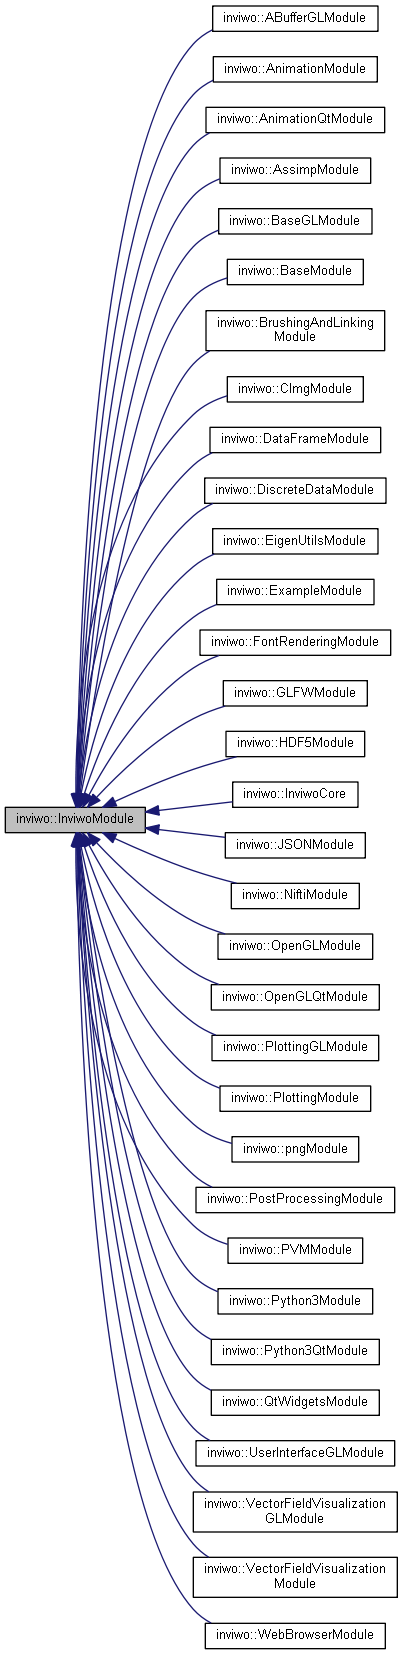 inviwo::ABufferGLModule
inviwo::AnimationModule
inviwo::AnimationQtModule
inviwo::AssimpModule
inviwo::BaseGLModule
inviwo::BaseModule
inviwo::BrushingAndLinking
Module
inviwo::CImgModule
inviwo::DataFrameModule
inviwo::DiscreteDataModule
inviwo::EigenUtilsModule
inviwo::ExampleModule
inviwo::FontRenderingModule
inviwo::GLFWModule
inviwo::HDF5Module
inviwo::InviwoCore
inviwo::InviwoModule
inviwo::JSONModule
inviwo::NiftiModule
inviwo::OpenGLModule
inviwo::OpenGLQtModule
inviwo::PlottingGLModule
inviwo::PlottingModule
inviwo::pngModule
inviwo::PostProcessingModule
inviwo::PVMModule
inviwo::Python3Module
inviwo::Python3QtModule
inviwo::QtWidgetsModule
inviwo::UserInterfaceGLModule
inviwo::VectorFieldVisualization
GLModule
inviwo::VectorFieldVisualization
Module
inviwo::WebBrowserModule